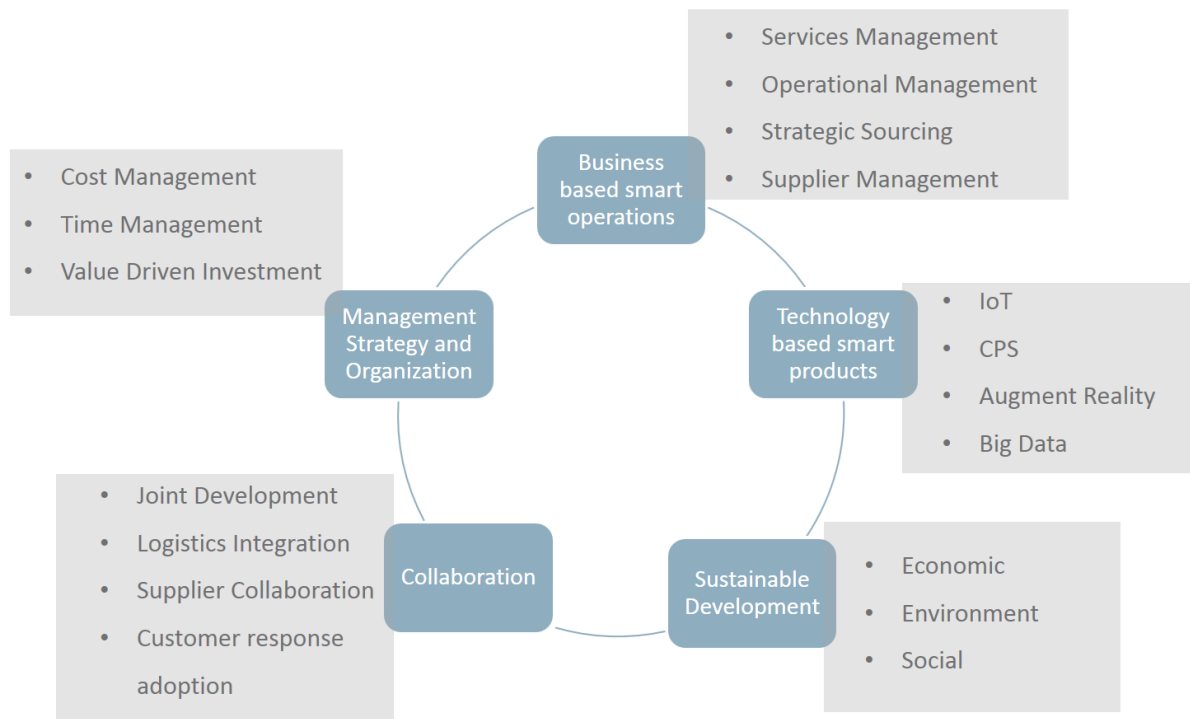 Business
based smart
operations
• Services Management
• Operational Management
• Strategic Sourcing
• Supplier Management
Technology
based smart
products
• IoT
• CPS
• Augment Reality
• Big Data
Sustainable
Development
• Economic
• Environment
• Social
Collaboration
• Joint Development
• Logistics Integration
• Supplier Collaboration
• Customer response
adoption
Management
Strategy and
Organization
• Cost Management
• Time Management
• Value Driven Investment